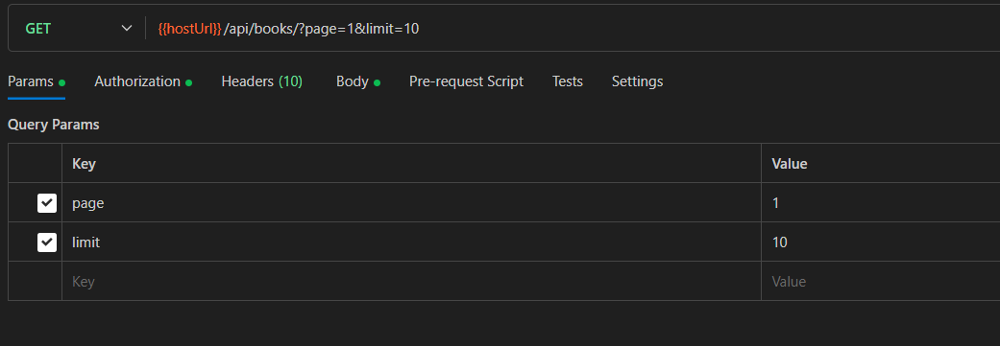 GET {{hostUrl}}/api/books/?page=1&limit=10
Params Authorization Headers (10) Body Pre-request Script Tests Settings
Query Params
Key Value
page 1
limit 10
Key Value